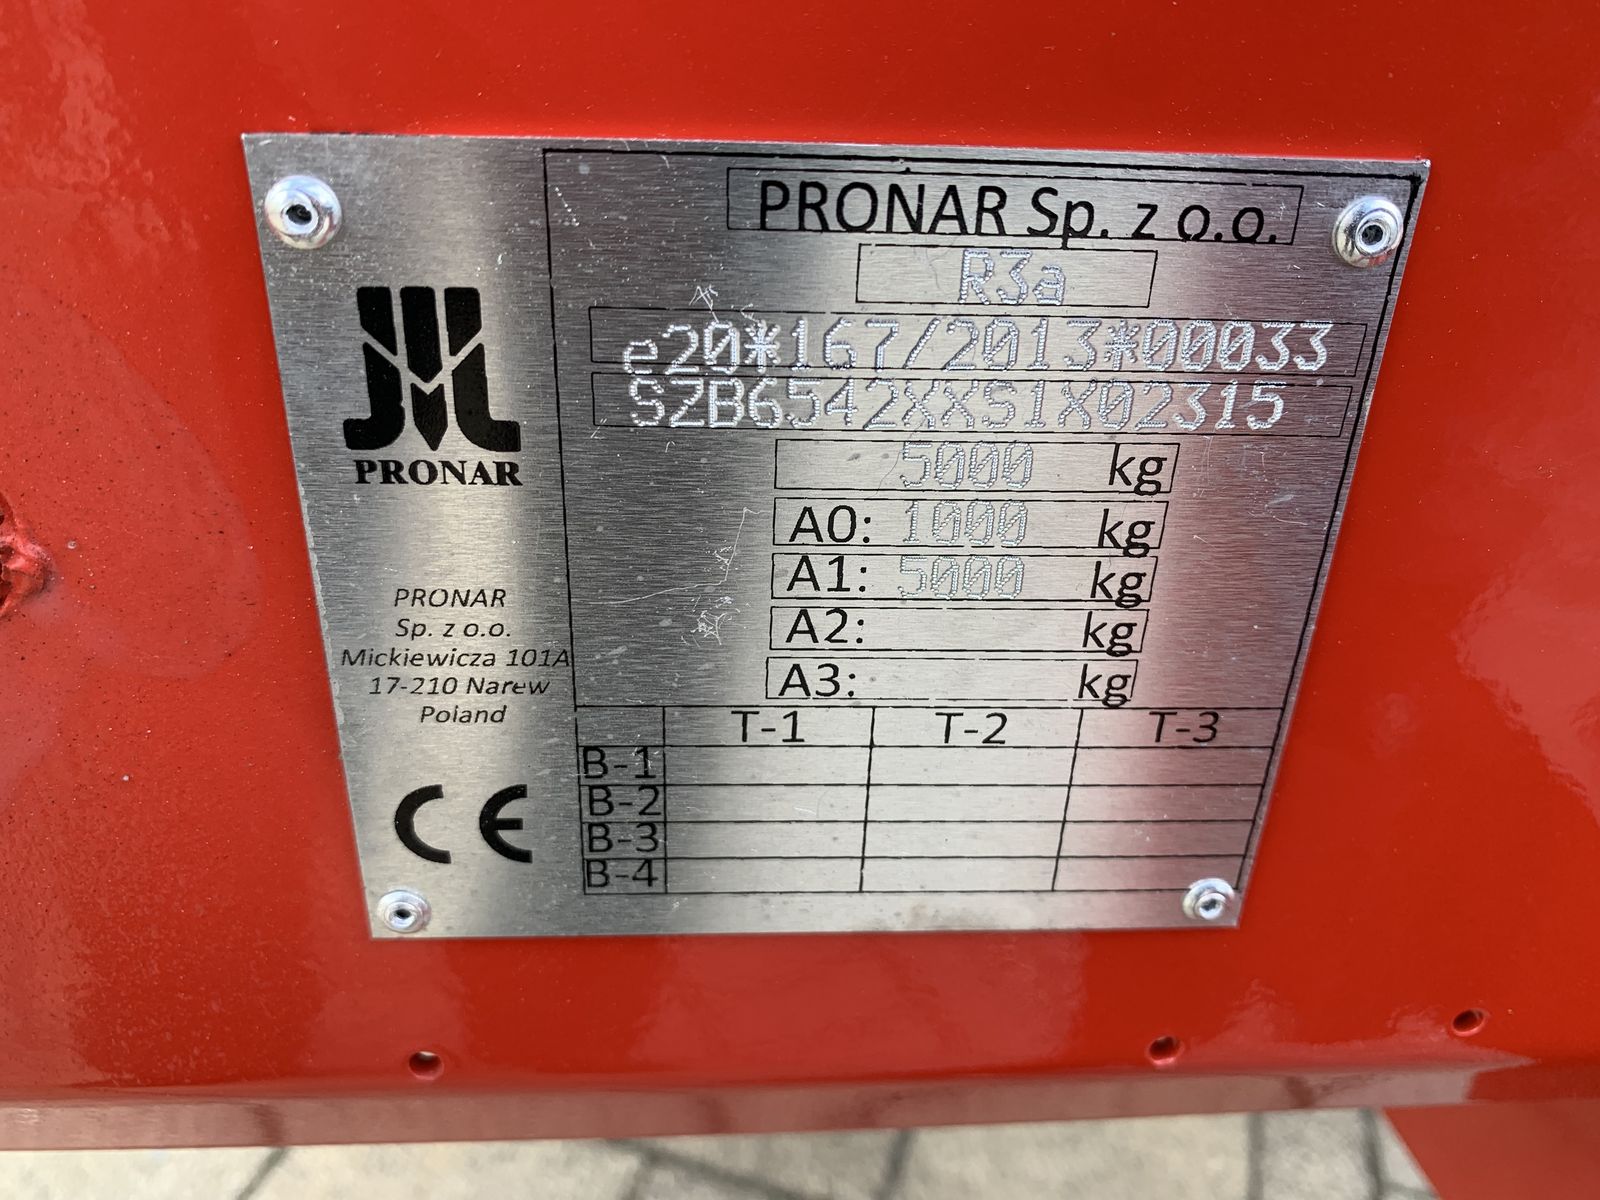 PRONAR Sp. z o.o.
R3a
e20*167/2013*00033
SZB6542XXS1X02315
5000 kg
A0: 1000 kg
A1: 5000 kg
A2: kg
A3: kg
T-1 T-2 T-3
B-1
B-2
B-3
B-4
PRONAR
PRONAR
Sp. z o.o.
Mickiewicza 101A
17-210 Narew
Poland
CE